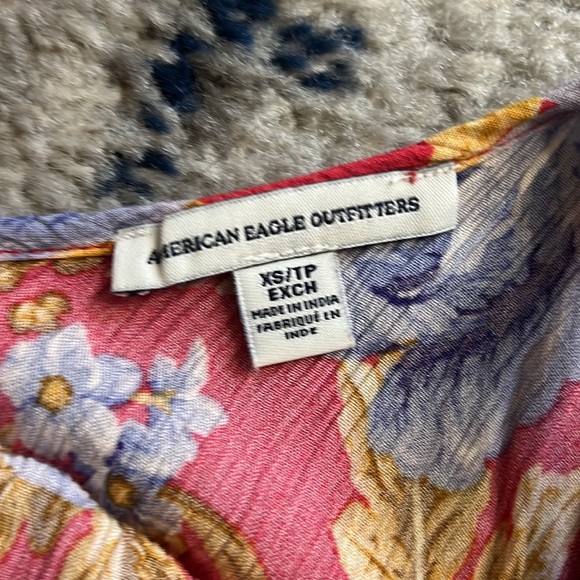 AMERICAN EAGLE OUTFITTERS
XS/TP
EXCH
MADE IN INDIA
FABRIQUÉ EN
INDE